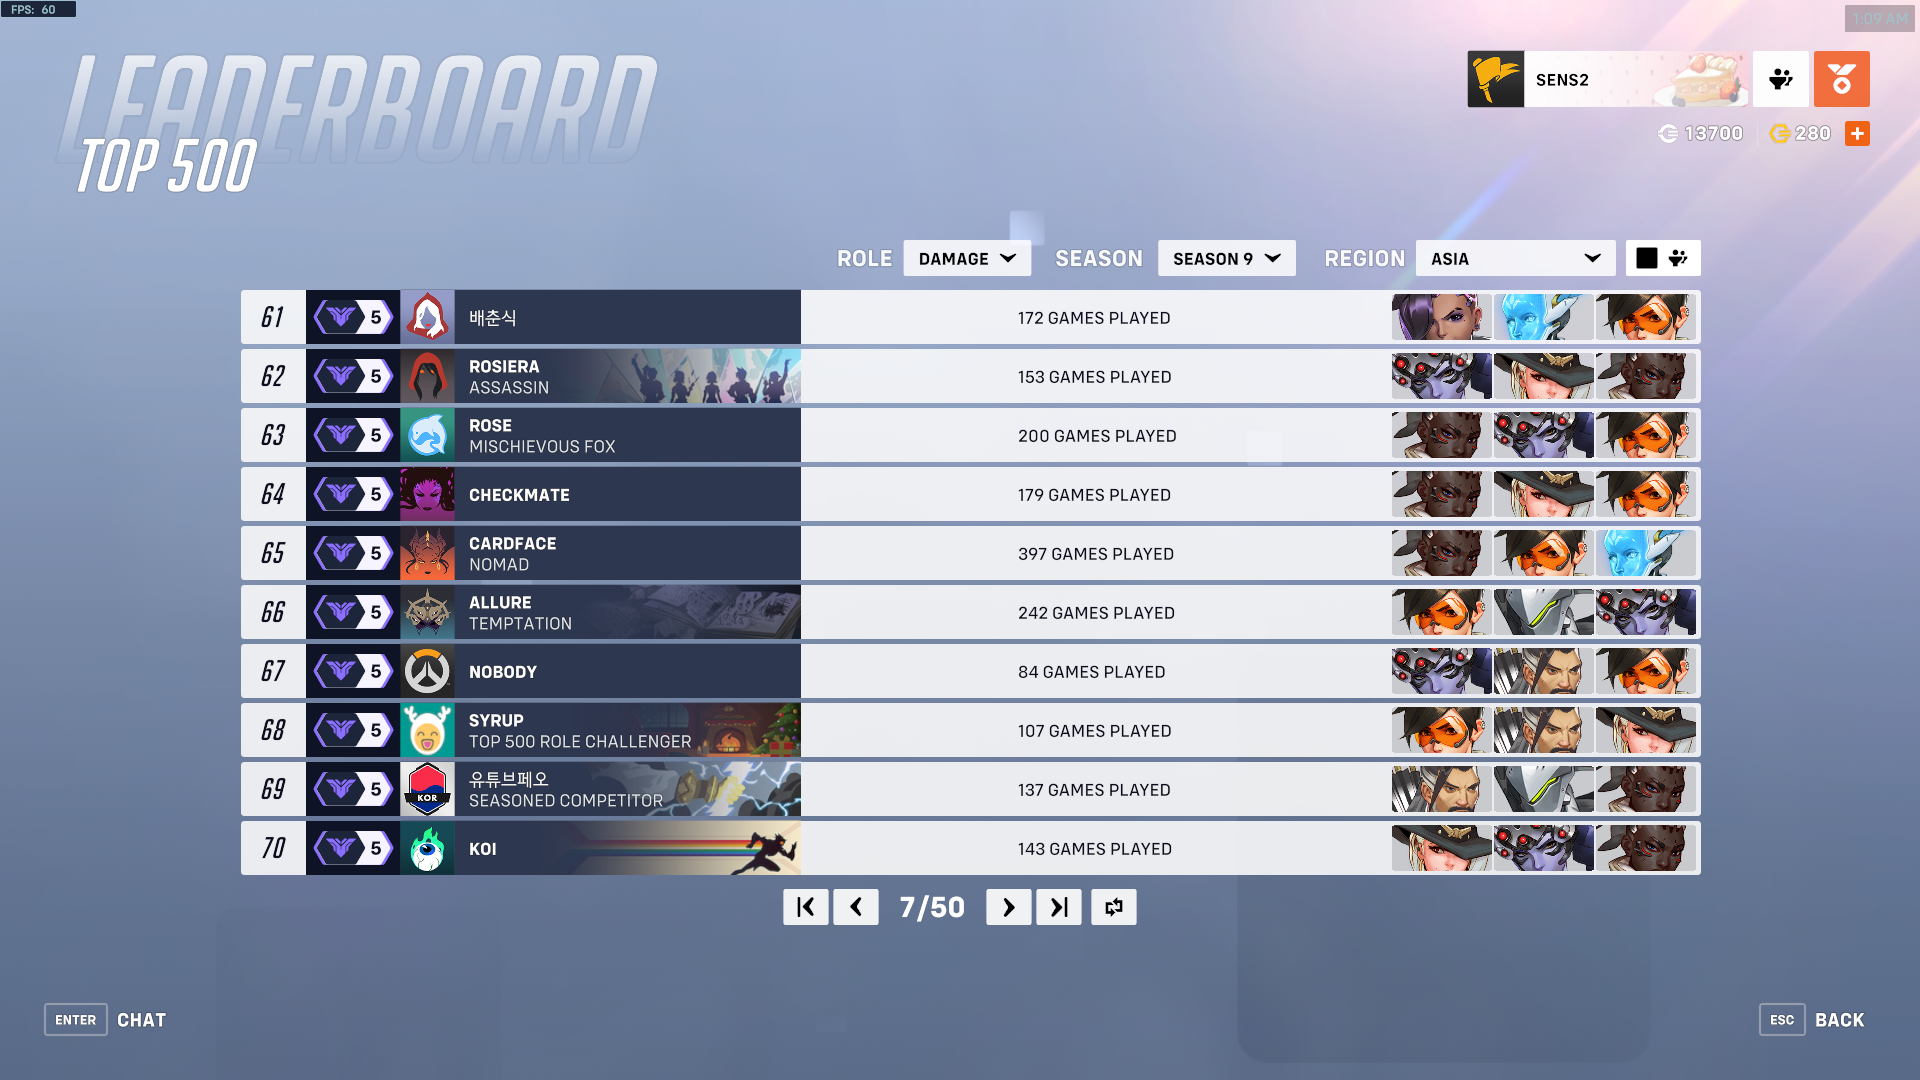 FPS: 60
1:09 AM
LEADERBOARD
TOP 500
SENS2
13700
280
ROLE DAMAGE SEASON SEASON 9 REGION ASIA
61 5 배춘식 172 GAMES PLAYED
62 5 ROSIERA 153 GAMES PLAYED
ASSASSIN
63 5 ROSE 200 GAMES PLAYED
MISCHIEVOUS FOX
64 5 CHECKMATE 179 GAMES PLAYED
65 5 CARDFACE 397 GAMES PLAYED
NOMAD
66 5 ALLURE 242 GAMES PLAYED
TEMPTATION
67 5 NOBODY 84 GAMES PLAYED
68 5 SYRUP 107 GAMES PLAYED
TOP 500 ROLE CHALLENGER
69 5 KOR 유튜브페오 137 GAMES PLAYED
SEASONED COMPETITOR
70 5 KOI 143 GAMES PLAYED
7/50
ENTER CHAT
ESC BACK